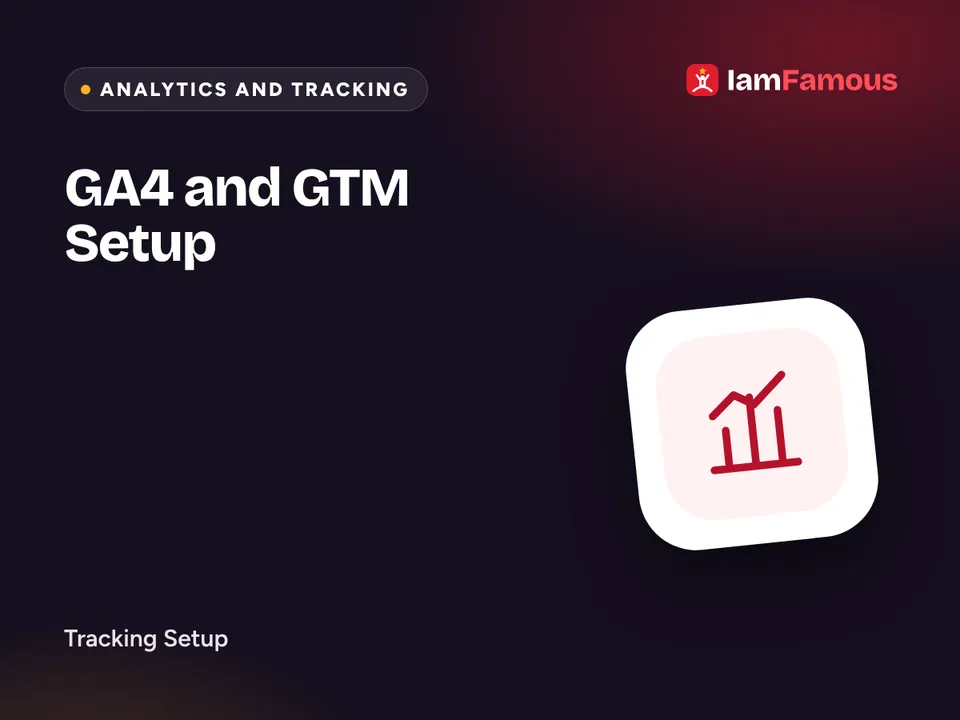 ANALYTICS AND TRACKING
IamFamous
GA4 and GTM
Setup
Tracking Setup